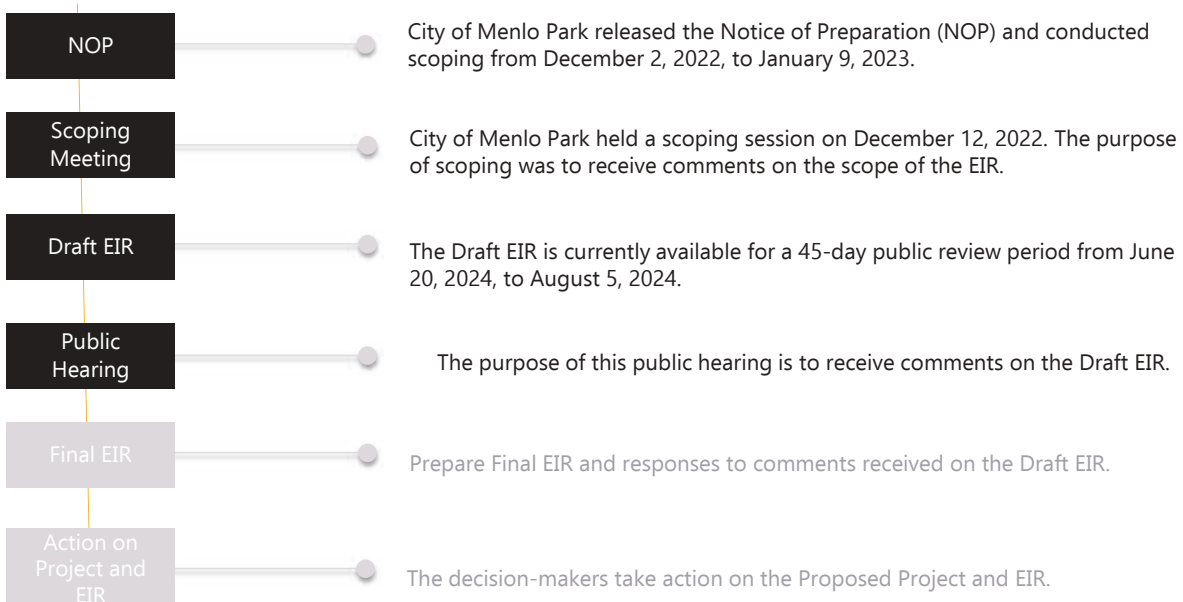 NOP
City of Menlo Park released the Notice of Preparation (NOP) and conducted
scoping from December 2, 2022, to January 9, 2023.
Scoping
Meeting
City of Menlo Park held a scoping session on December 12, 2022. The purpose
of scoping was to receive comments on the scope of the EIR.
Draft EIR
The Draft EIR is currently available for a 45-day public review period from June
20, 2024, to August 5, 2024.
Public
Hearing
The purpose of this public hearing is to receive comments on the Draft EIR.
Final EIR
Prepare Final EIR and responses to comments received on the Draft EIR.
Action on
Project and
EIR
The decision-makers take action on the Proposed Project and EIR.